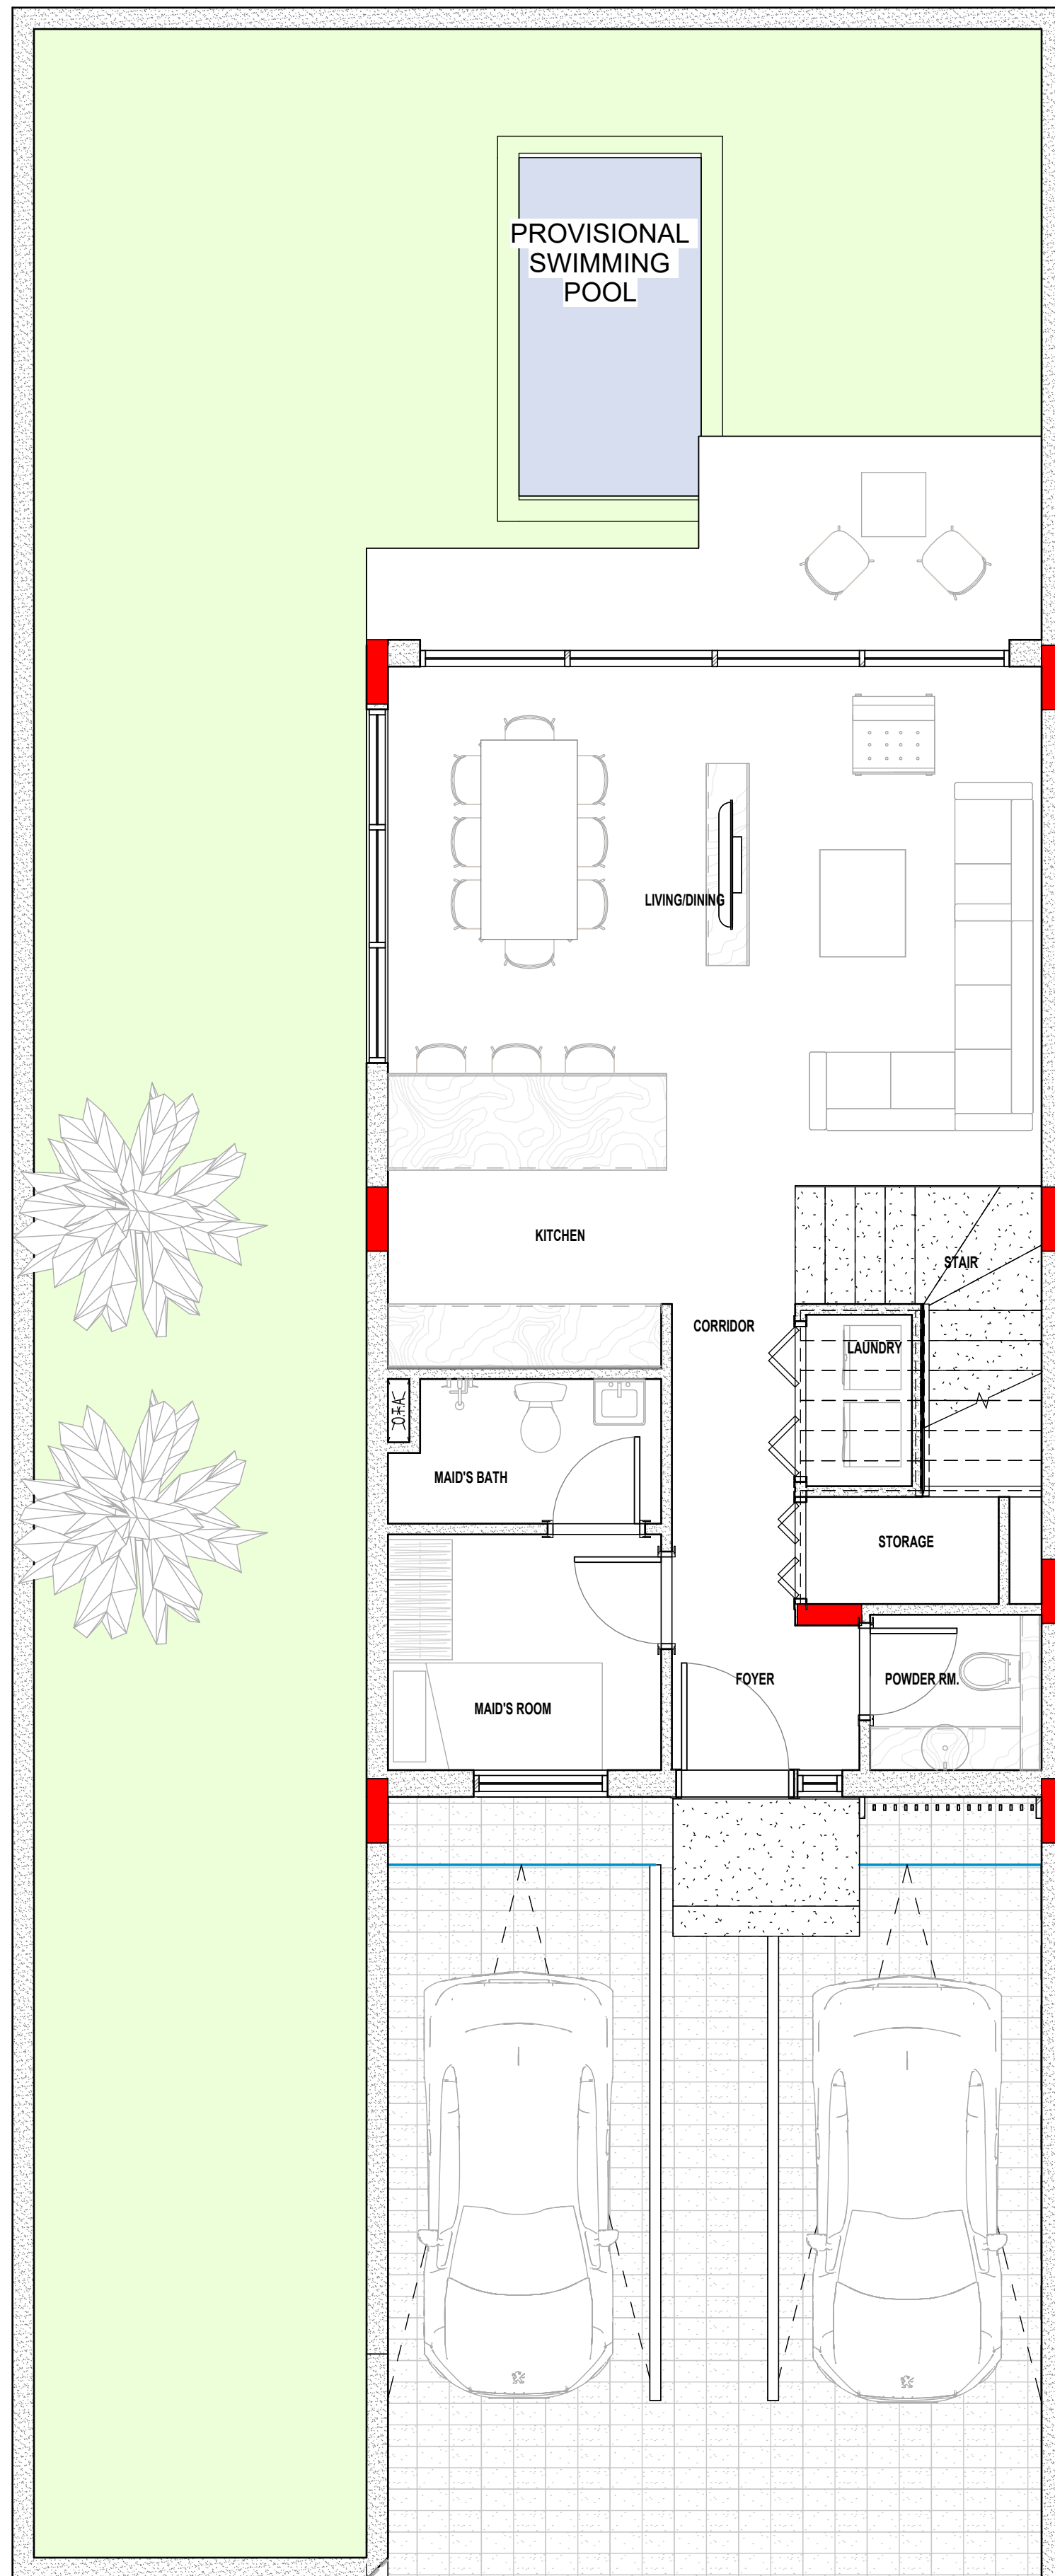 PROVISIONAL
SWIMMING
POOL
LIVING/DINING
KITCHEN
STAIR
CORRIDOR
LAUNDRY
O.F.A
MAID'S BATH
STORAGE
FOYER
POWDER RM.
MAID'S ROOM